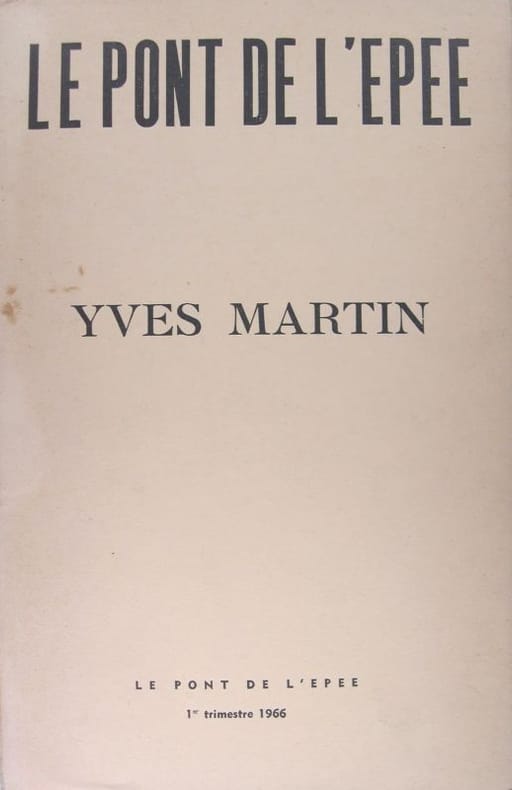 LE PONT DE L'EPEE
YVES MARTIN
LE PONT DE L'EPEE
1er trimestre 1966